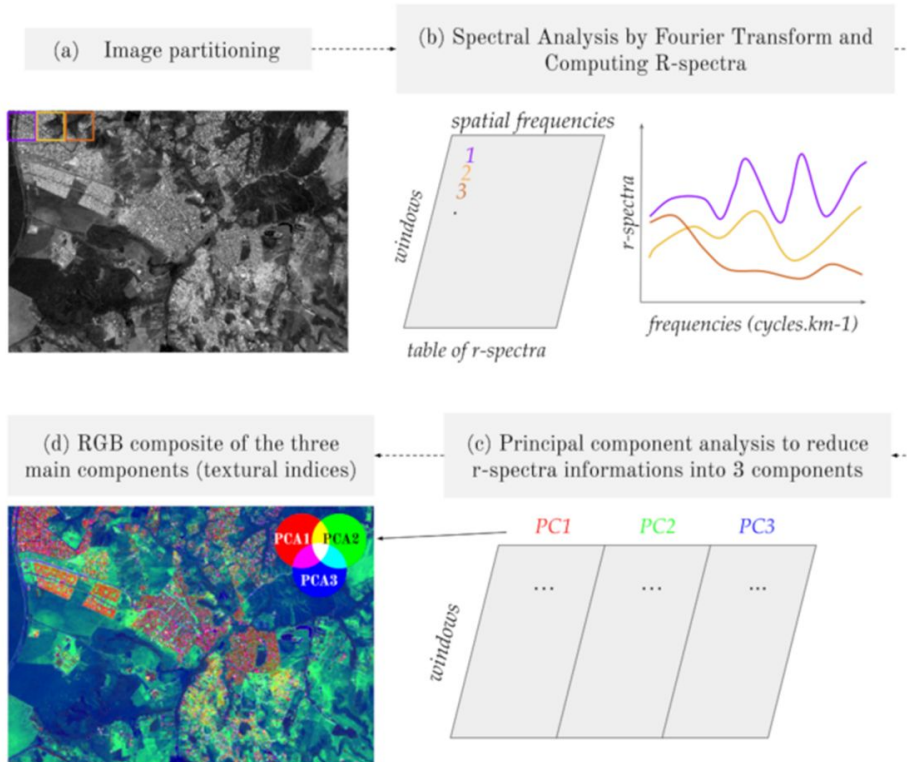 (a) Image partitioning
(b) Spectral Analysis by Fourier Transform and
Computing R-spectra
spatial frequencies
1
2
3
.
windows
table of r-spectra
r-spectra
frequencies (cycles.km-1)
(d) RGB composite of the three
main components (textural indices)
(c) Principal component analysis to reduce
r-spectra informations into 3 components
PCA1
PCA2
PCA3
PC1 PC2 PC3
... ... ...
windows